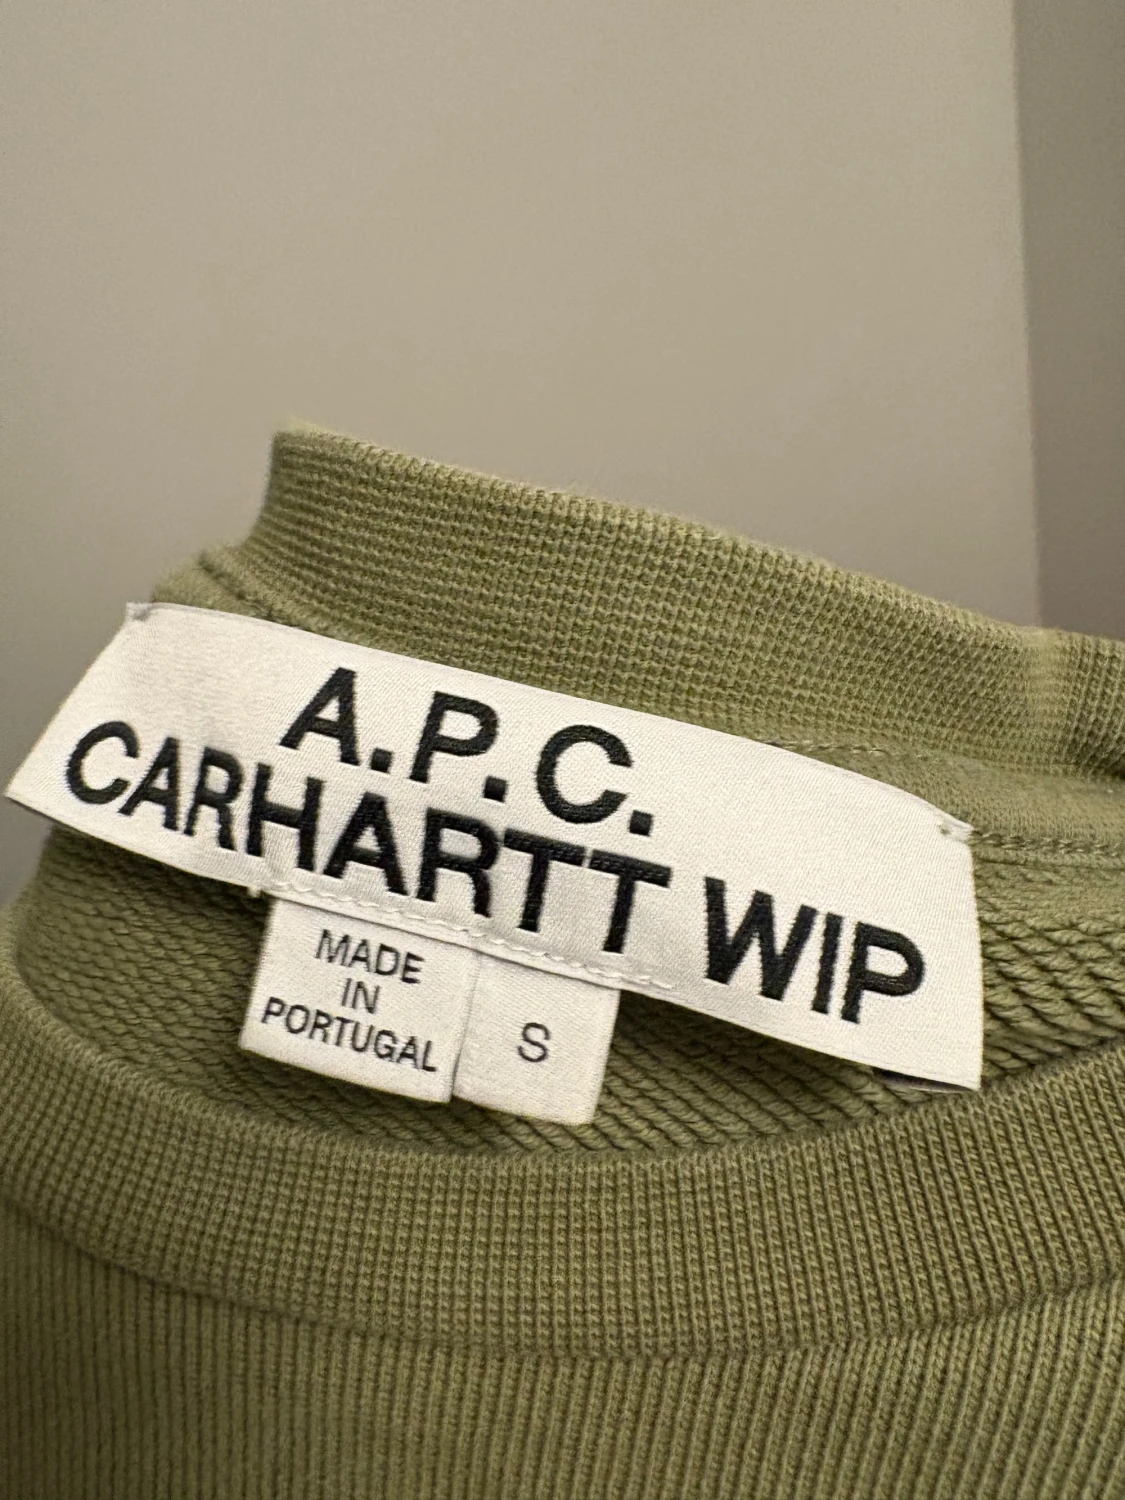 A.P.C.
CARHARTT WIP
MADE
IN
PORTUGAL
S